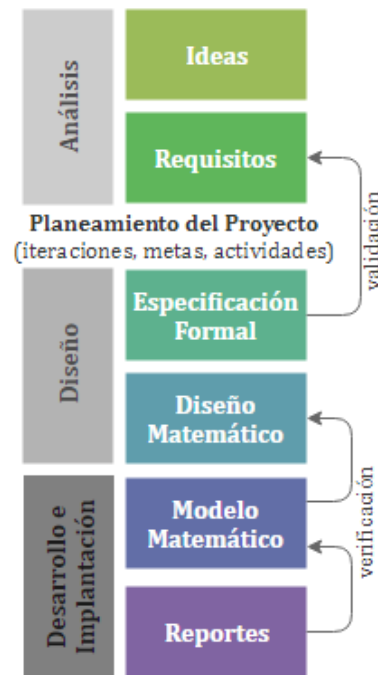 Análisis
Ideas
Requisitos
Planeamiento del Proyecto
(iteraciones, metas, actividades)
validación
Diseño
Especificación
Formal
Diseño
Matemático
verificación
Desarrollo e
Implantación
Modelo
Matemático
Reportes